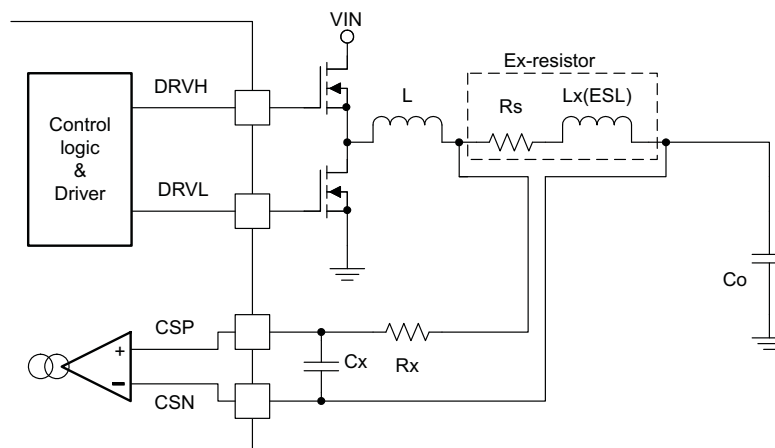 VIN
Ex-resistor
DRVH
L
Rs
Lx(ESL)
Control
logic
&
Driver
DRVL
Co
CSP
+
Cx
Rx
−
CSN